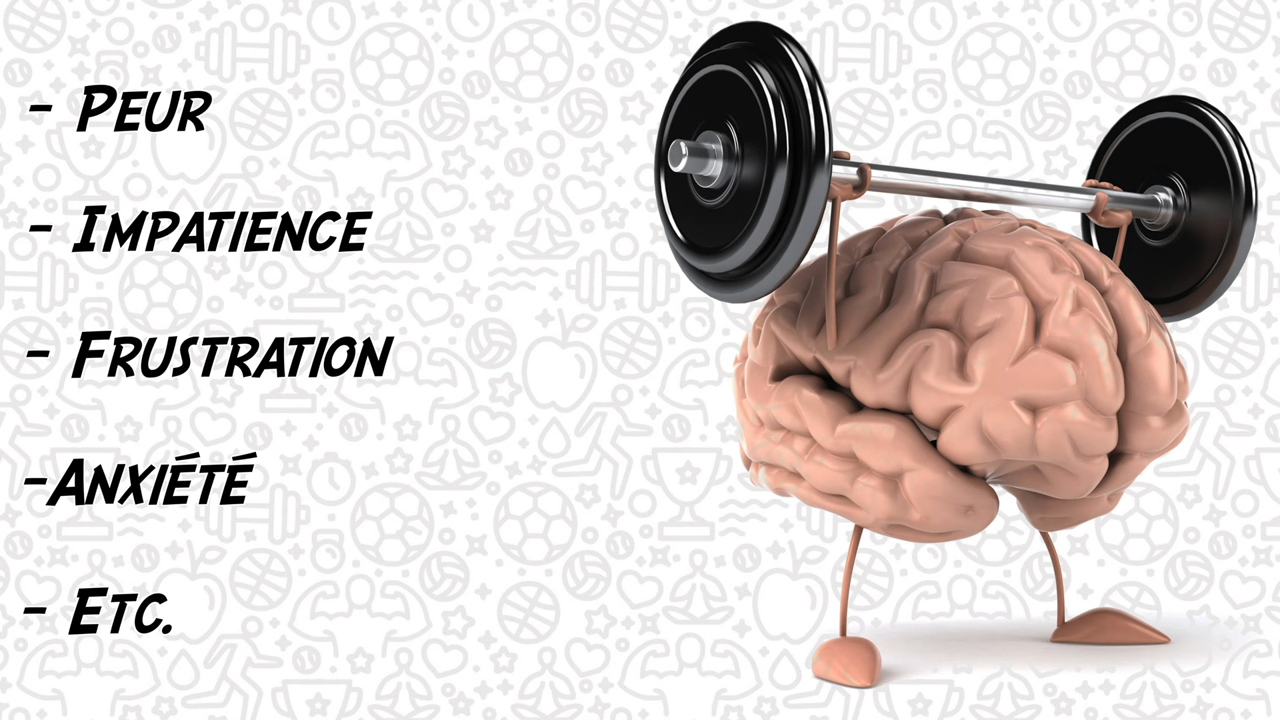 - Peur
- Impatience
- Frustration
-Anxiété
- Etc.